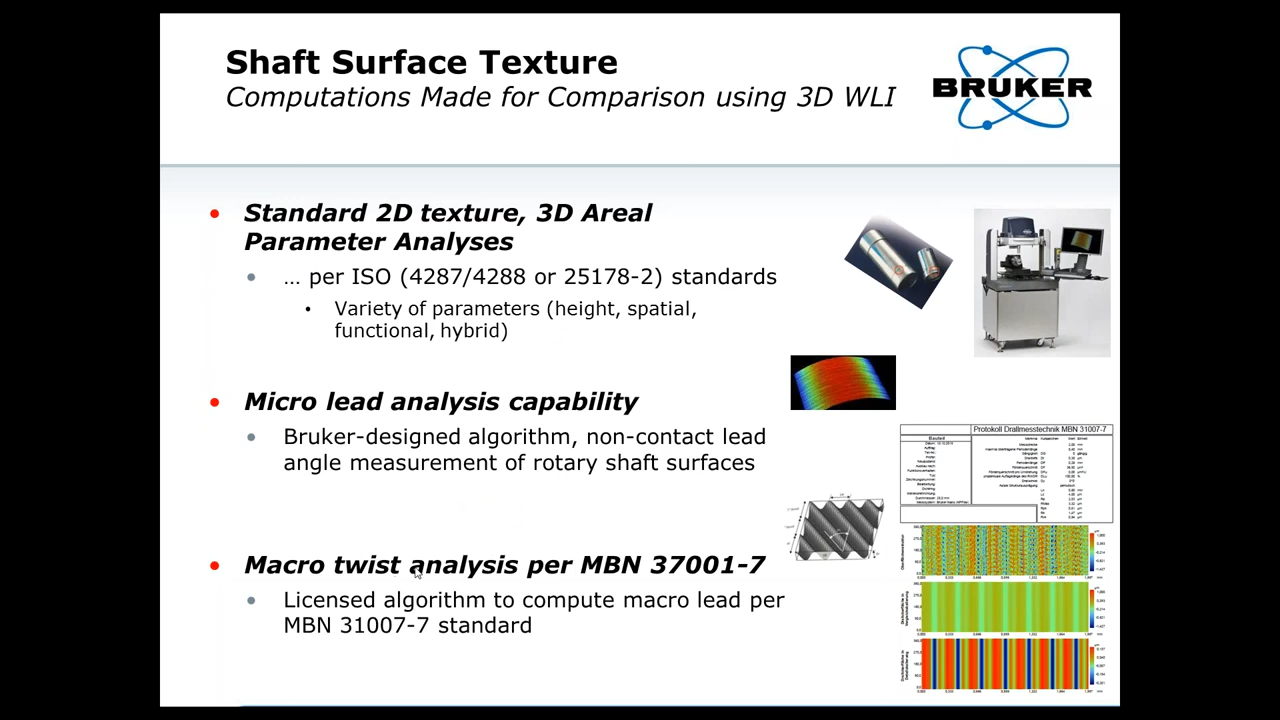 Shaft Surface Texture
Computations Made for Comparison using 3D WLI
BRUKER
• Standard 2D texture, 3D Areal
Parameter Analyses
• … per ISO (4287/4288 or 25178-2) standards
• Variety of parameters (height, spatial,
functional, hybrid)
• Micro lead analysis capability
• Bruker-designed algorithm, non-contact lead
angle measurement of rotary shaft surfaces
• Macro twist analysis per MBN 37001-7
• Licensed algorithm to compute macro lead per
MBN 31007-7 standard
Protokoll Drallmesstechnik MBN 31007-7
Bauteil